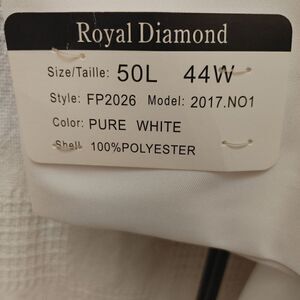 Royal Diamond
Size/Taille: 50L 44W
Style: FP2026 Model: 2017.NO1
Color: PURE WHITE
Shell: 100%POLYESTER